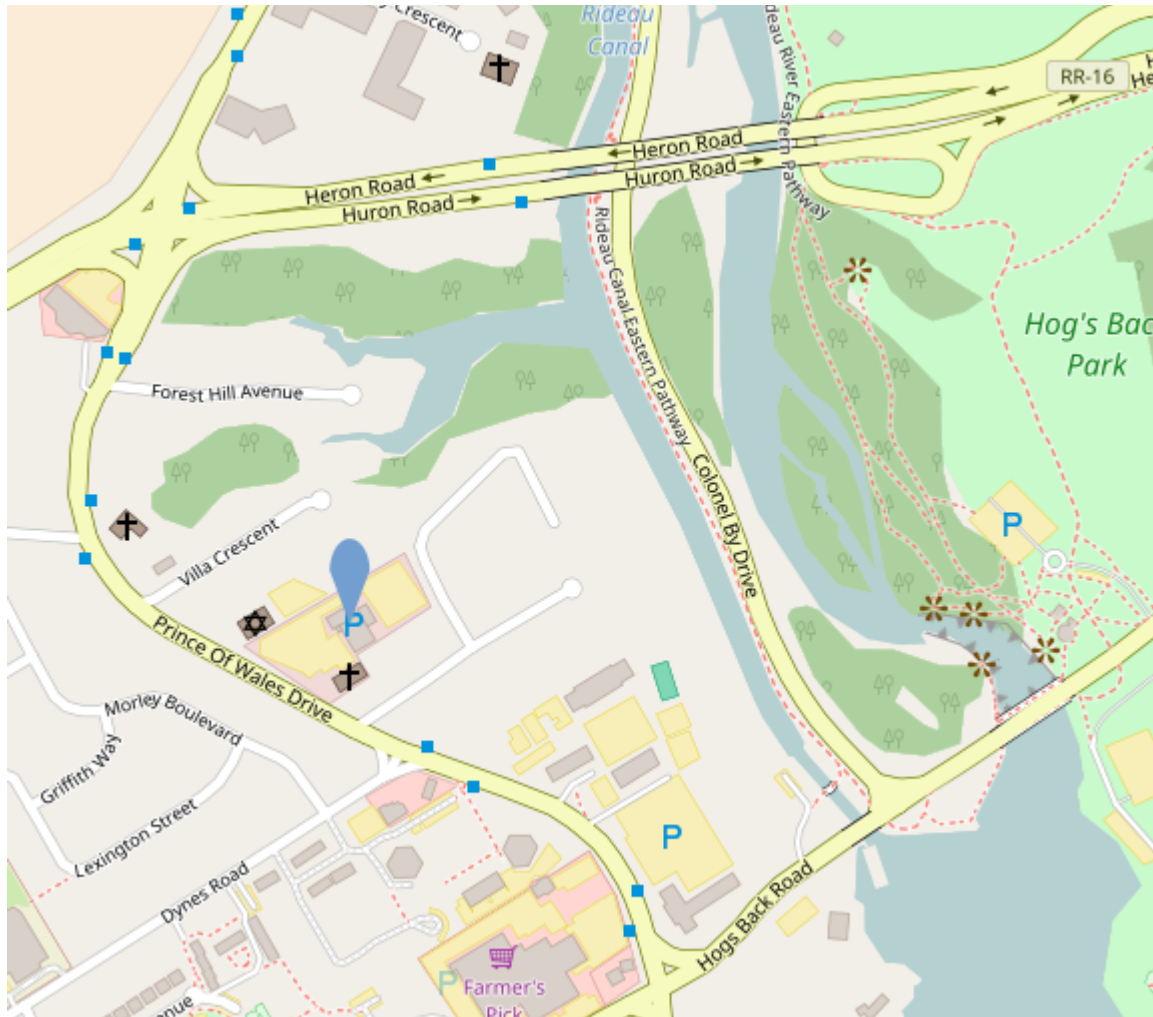 Crescent
Rideau
Canal
RR-16
Rideau River Eastern Pathway
Heron Road
Heron Road
Huron Road
Huron Road
Rideau Canal Eastern Pathway
Hog's Back
Park
Forest Hill Avenue
Colonel By Drive
P
Villa Crescent
P
Prince Of Wales Drive
Morley Boulevard
Griffith Way
Lexington Street
P
Dynes Road
Hogs Back Road
P
Farmer's
Pick